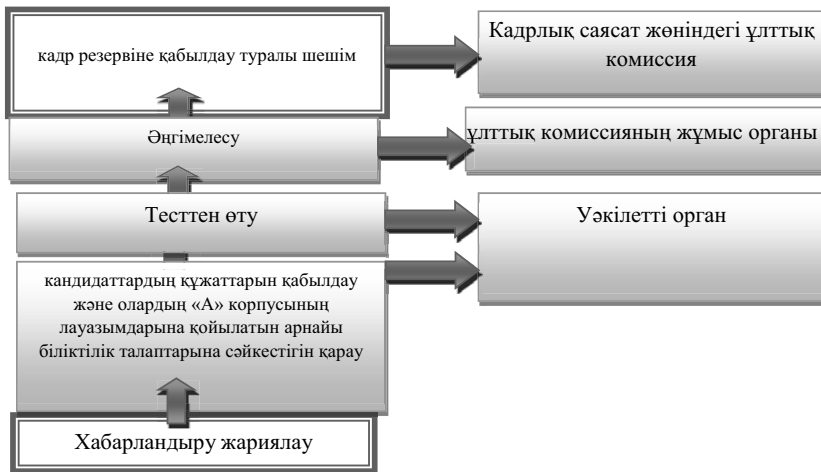 кадр резервіне қабылдау туралы шешім
Кадрлық саясат жөніндегі ұлттық
комиссия
Әңгімелесу
ұлттық комиссияның жұмыс органы
Тесттен өту
Уәкілетті орган
кандидаттардың құжаттарын қабылдау
және олардың «А» корпусының
лауазымдарына қойылатын арнайы
біліктілік талаптарына сәйкестігін қарау
Хабарландыру жариялау